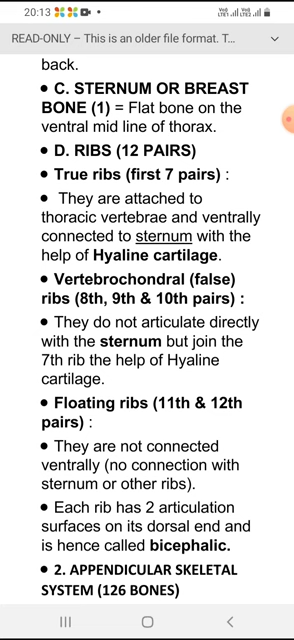 20:13
Vo)) LTE1 Vo)) LTE2
READ-ONLY – This is an older file format. T...
back.
• C. STERNUM OR BREAST
BONE (1) = Flat bone on the
ventral mid line of thorax.
• D. RIBS (12 PAIRS)
• True ribs (first 7 pairs) :
• They are attached to
thoracic vertebrae and ventrally
connected to sternum with the
help of Hyaline cartilage.
• Vertebrochondral (false)
ribs (8th, 9th & 10th pairs) :
• They do not articulate directly
with the sternum but join the
7th rib the help of Hyaline
cartilage.
• Floating ribs (11th & 12th
pairs) :
• They are not connected
ventrally (no connection with
sternum or other ribs).
• Each rib has 2 articulation
surfaces on its dorsal end and
is hence called bicephalic.
• 2. APPENDICULAR SKELETAL
SYSTEM (126 BONES)